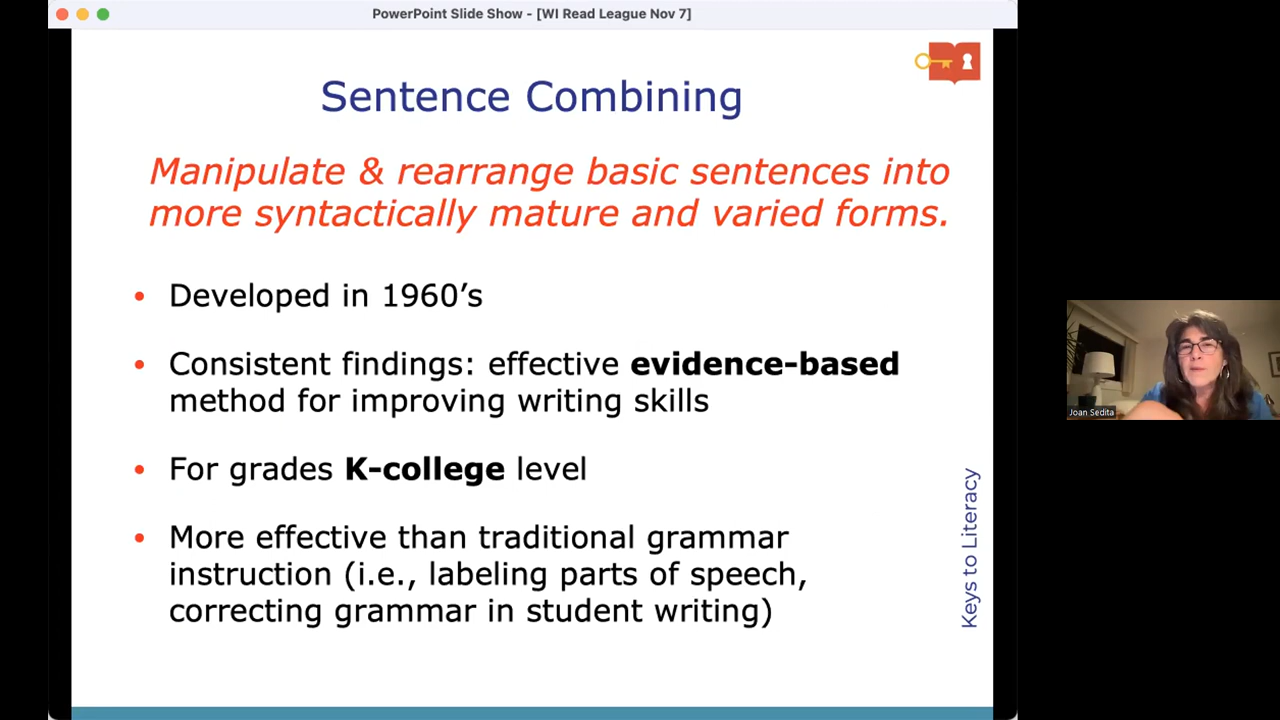 PowerPoint Slide Show - [WI Read League Nov 7]
Sentence Combining
Manipulate & rearrange basic sentences into
more syntactically mature and varied forms.
• Developed in 1960’s
• Consistent findings: effective evidence-based
method for improving writing skills
• For grades K-college level
• More effective than traditional grammar
instruction (i.e., labeling parts of speech,
correcting grammar in student writing)
Keys to Literacy
Joan Sedita